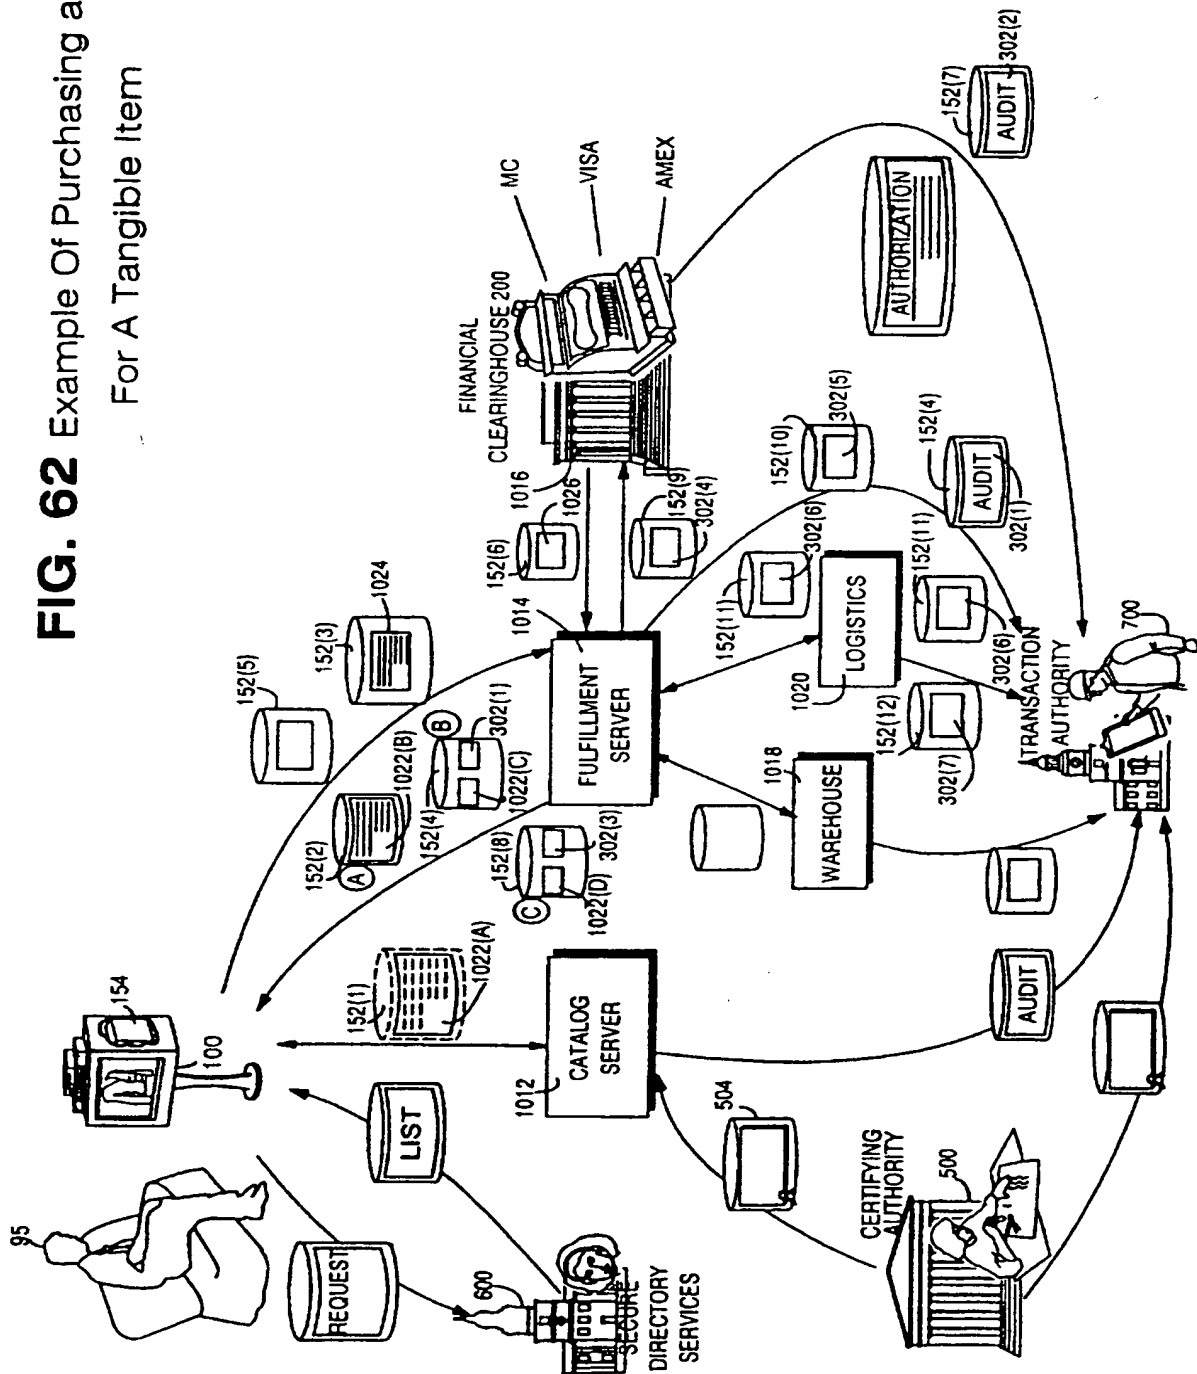 FIG. 62 Example Of Purchasing a
For A Tangible Item
95
154
100
REQUEST
LIST
600
SECURE
DIRECTORY
SERVICES
152(1)
1022(A)
1012
CATALOG
SERVER
504
CERTIFYING
AUTHORITY
500
AUDIT
152(5)
152(3)
1024
152(2)
A
1022(B)
152(4)
B
302(1)
1022(C)
152(8)
C
302(3)
1022(D)
1014
FULFILLMENT
SERVER
152(6)
1026
1016
FINANCIAL
CLEARINGHOUSE 200
MC
VISA
AMEX
152(9)
302(4)
152(10)
302(5)
152(11)
302(6)
1020
LOGISTICS
1018
WAREHOUSE
152(11)
302(6)
152(12)
302(7)
152(4)
AUDIT
302(1)
AUTHORIZATION
152(7)
AUDIT
302(2)
TRANSACTION
AUTHORITY
700